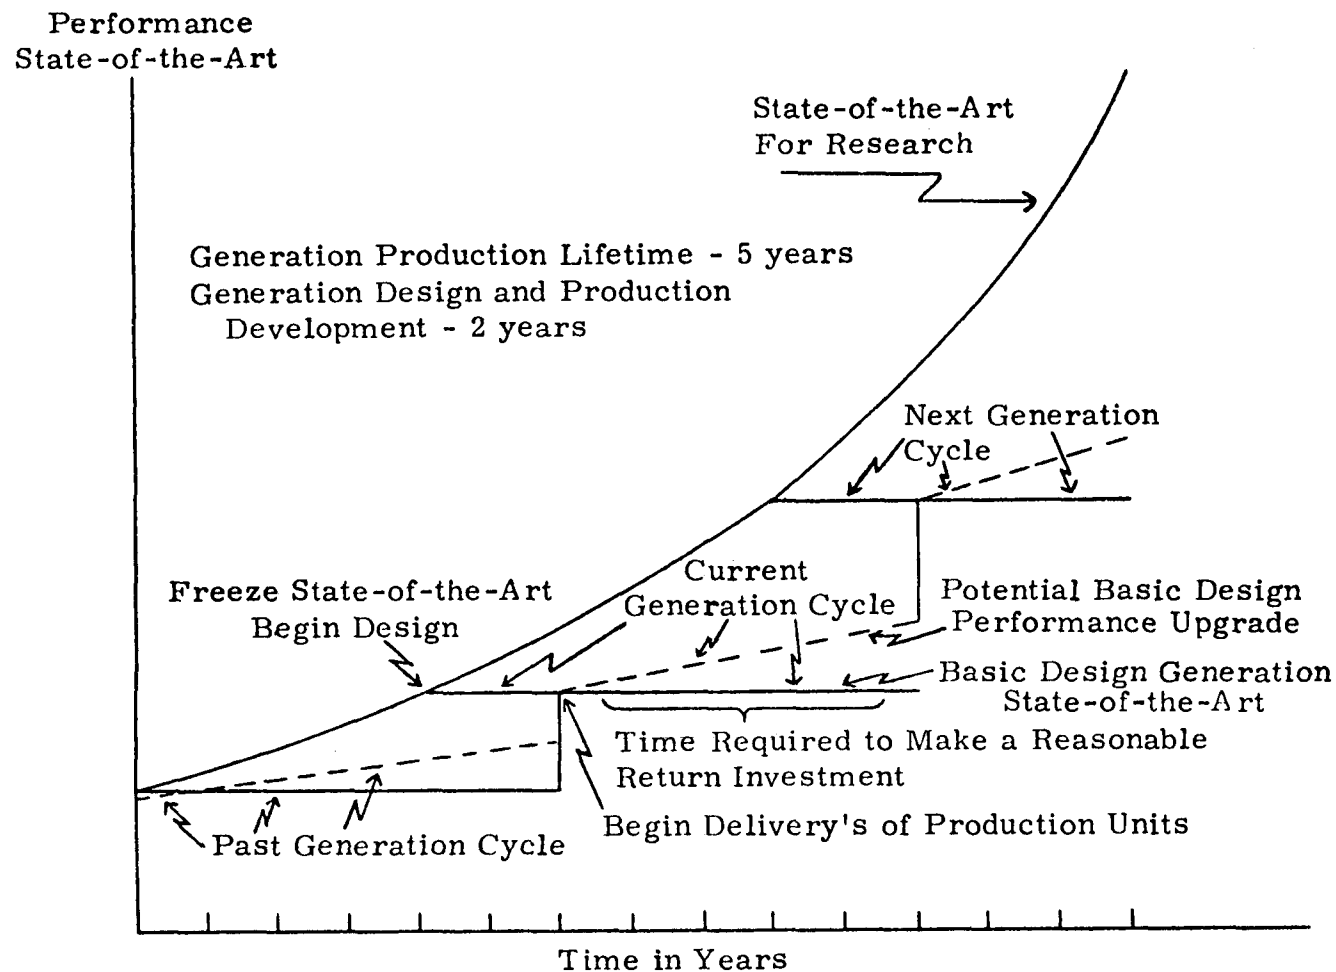 Performance
State-of-the-Art
State-of-the-Art
For Research
Generation Production Lifetime - 5 years
Generation Design and Production
Development - 2 years
Next Generation
Cycle
Current
Generation Cycle
Freeze State-of-the-Art
Begin Design
Potential Basic Design
Performance Upgrade
Basic Design Generation
State-of-the-Art
Time Required to Make a Reasonable
Return Investment
Begin Delivery's of Production Units
Past Generation Cycle
Time in Years